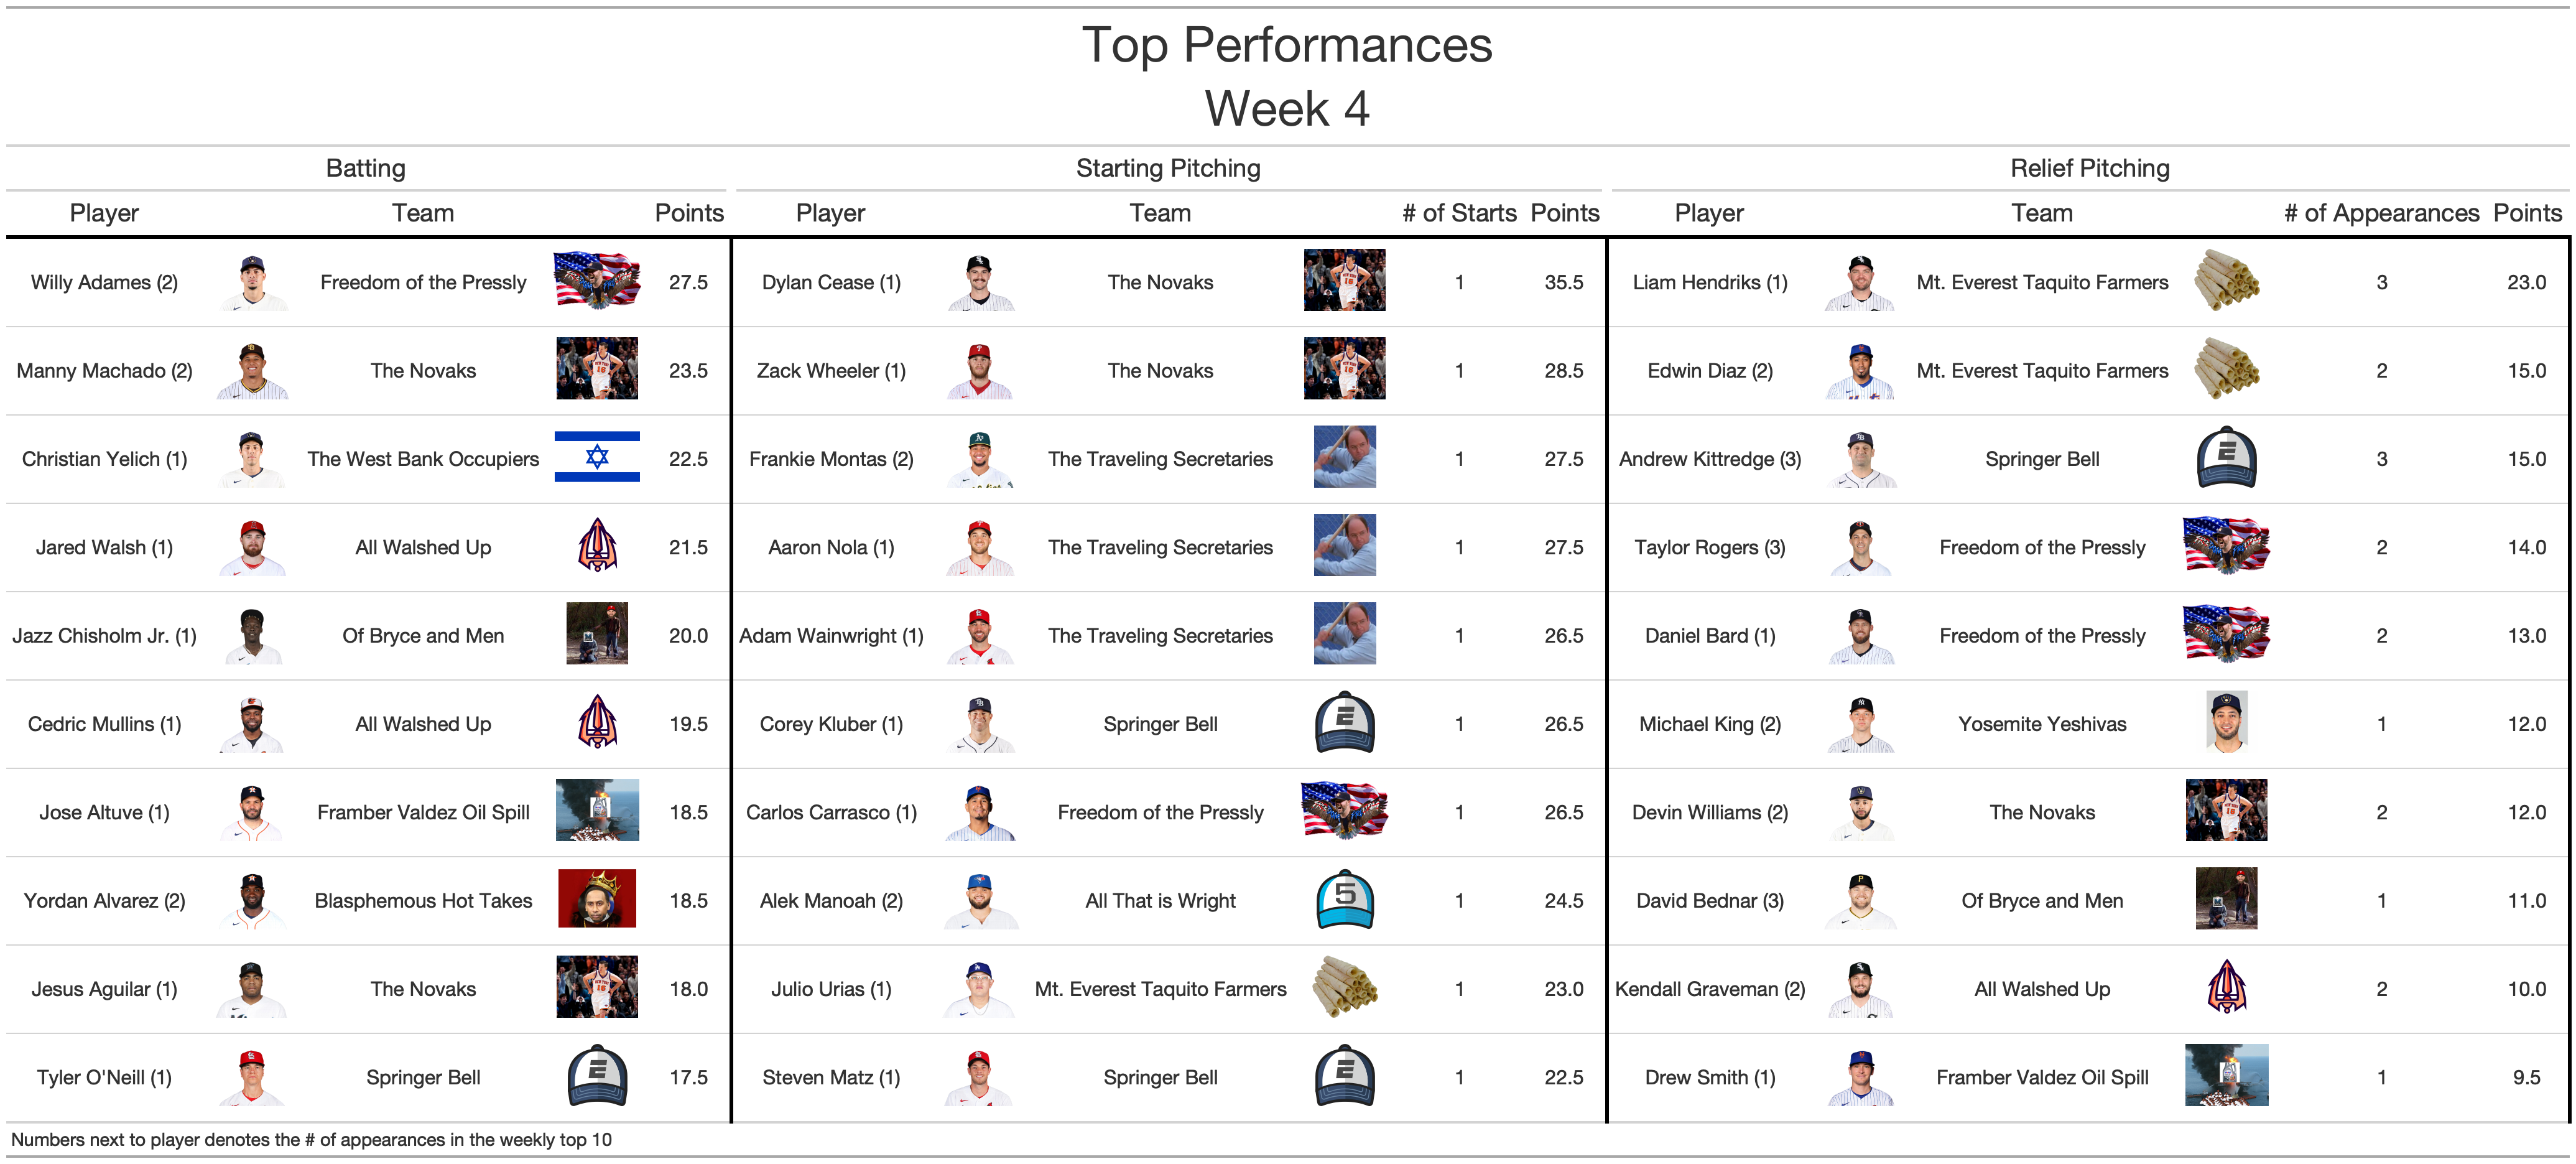 Top Performances
Week 4
Batting Starting Pitching Relief Pitching
Player Team Points Player Team # of Starts Points Player Team # of Appearances Points
Willy Adames (2) Freedom of the Pressly 27.5 Dylan Cease (1) The Novaks 1 35.5 Liam Hendriks (1) Mt. Everest Taquito Farmers 3 23.0
Manny Machado (2) The Novaks 23.5 Zack Wheeler (1) The Novaks 1 28.5 Edwin Diaz (2) Mt. Everest Taquito Farmers 2 15.0
Christian Yelich (1) The West Bank Occupiers 22.5 Frankie Montas (2) The Traveling Secretaries 1 27.5 Andrew Kittredge (3) Springer Bell 3 15.0
Jared Walsh (1) All Walshed Up 21.5 Aaron Nola (1) The Traveling Secretaries 1 27.5 Taylor Rogers (3) Freedom of the Pressly 2 14.0
Jazz Chisholm Jr. (1) Of Bryce and Men 20.0 Adam Wainwright (1) The Traveling Secretaries 1 26.5 Daniel Bard (1) Freedom of the Pressly 2 13.0
Cedric Mullins (1) All Walshed Up 19.5 Corey Kluber (1) Springer Bell 1 26.5 Michael King (2) Yosemite Yeshivas 1 12.0
Jose Altuve (1) Framber Valdez Oil Spill 18.5 Carlos Carrasco (1) Freedom of the Pressly 1 26.5 Devin Williams (2) The Novaks 2 12.0
Yordan Alvarez (2) Blasphemous Hot Takes 18.5 Alek Manoah (2) All That is Wright 5 1 24.5 David Bednar (3) Of Bryce and Men 1 11.0
Jesus Aguilar (1) The Novaks 18.0 Julio Urias (1) Mt. Everest Taquito Farmers 1 23.0 Kendall Graveman (2) All Walshed Up 2 10.0
Tyler O'Neill (1) Springer Bell 17.5 Steven Matz (1) Springer Bell 1 22.5 Drew Smith (1) Framber Valdez Oil Spill 1 9.5
Numbers next to player denotes the # of appearances in the weekly top 10